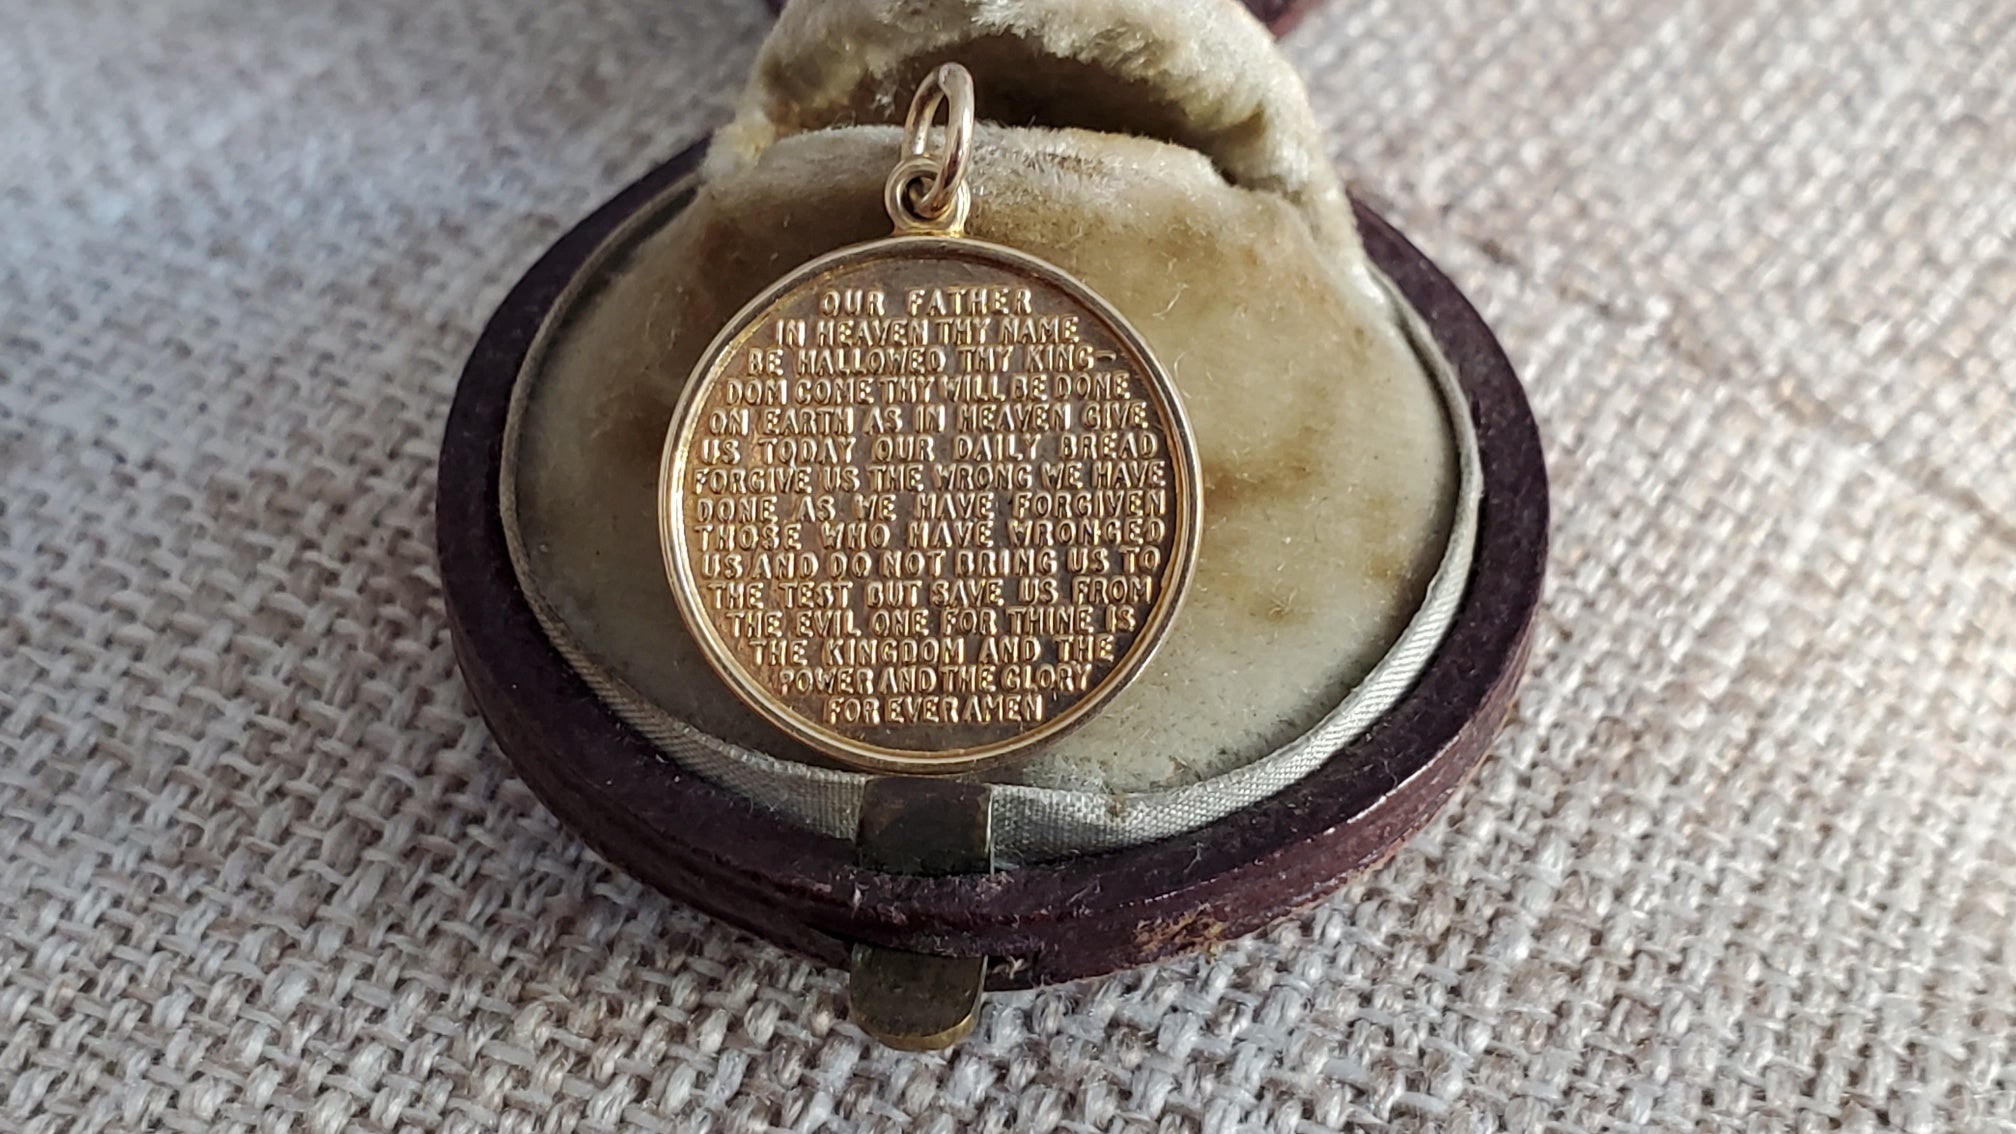 OUR FATHER
IN HEAVEN THY NAME
BE HALLOWED THY KING-
DOM COME THY WILL BE DONE
ON EARTH AS IN HEAVEN GIVE
US TODAY OUR DAILY BREAD
FORGIVE US THE WRONG WE HAVE
DONE AS WE HAVE FORGIVEN
THOSE WHO HAVE WRONGED
US AND DO NOT BRING US TO
THE TEST BUT SAVE US FROM
THE EVIL ONE FOR THINE IS
THE KINGDOM AND THE
POWER AND THE GLORY
FOR EVER AMEN